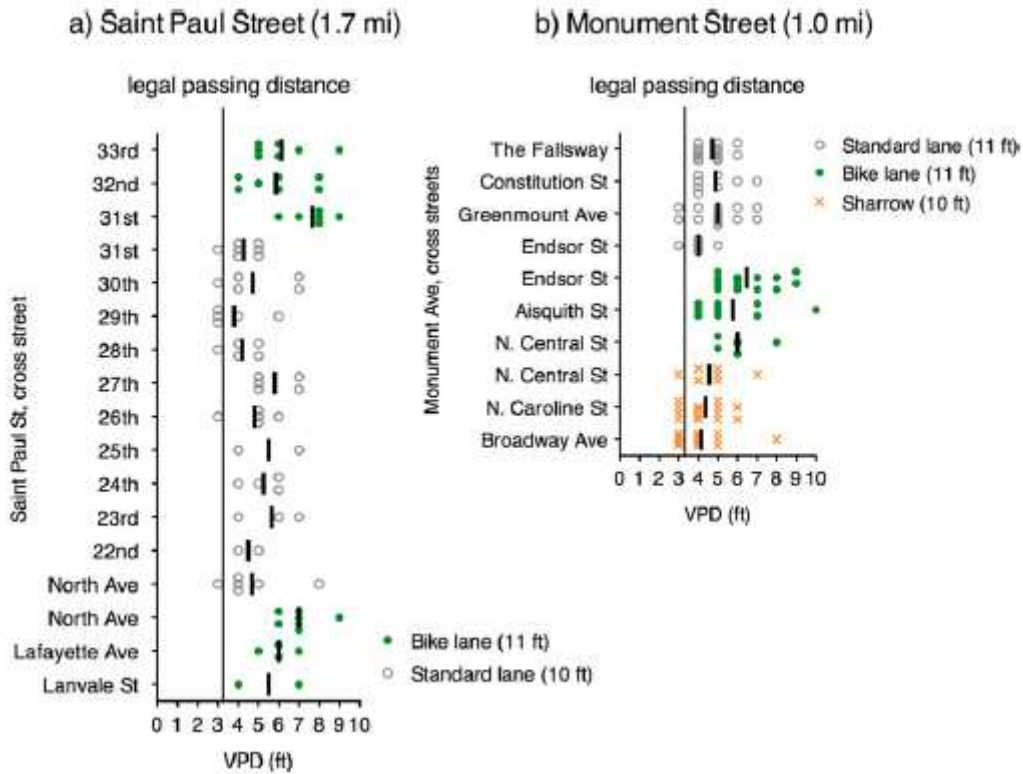 a) Saint Paul Street (1.7 mi)
legal passing distance
Saint Paul St, cross street
33rd
32nd
31st
31st
30th
29th
28th
27th
26th
25th
24th
23rd
22nd
North Ave
North Ave
Lafayette Ave
Lanvale St
0 1 2 3 4 5 6 7 8 9 10
VPD (ft)
Bike lane (11 ft)
Standard lane (10 ft)
b) Monument Street (1.0 mi)
legal passing distance
Monument Ave, cross streets
The Fallsway
Constitution St
Greenmount Ave
Endsor St
Endsor St
Aisquith St
N. Central St
N. Central St
N. Caroline St
Broadway Ave
0 1 2 3 4 5 6 7 8 9 10
VPD (ft)
Standard lane (11 ft)
Bike lane (11 ft)
Sharrow (10 ft)